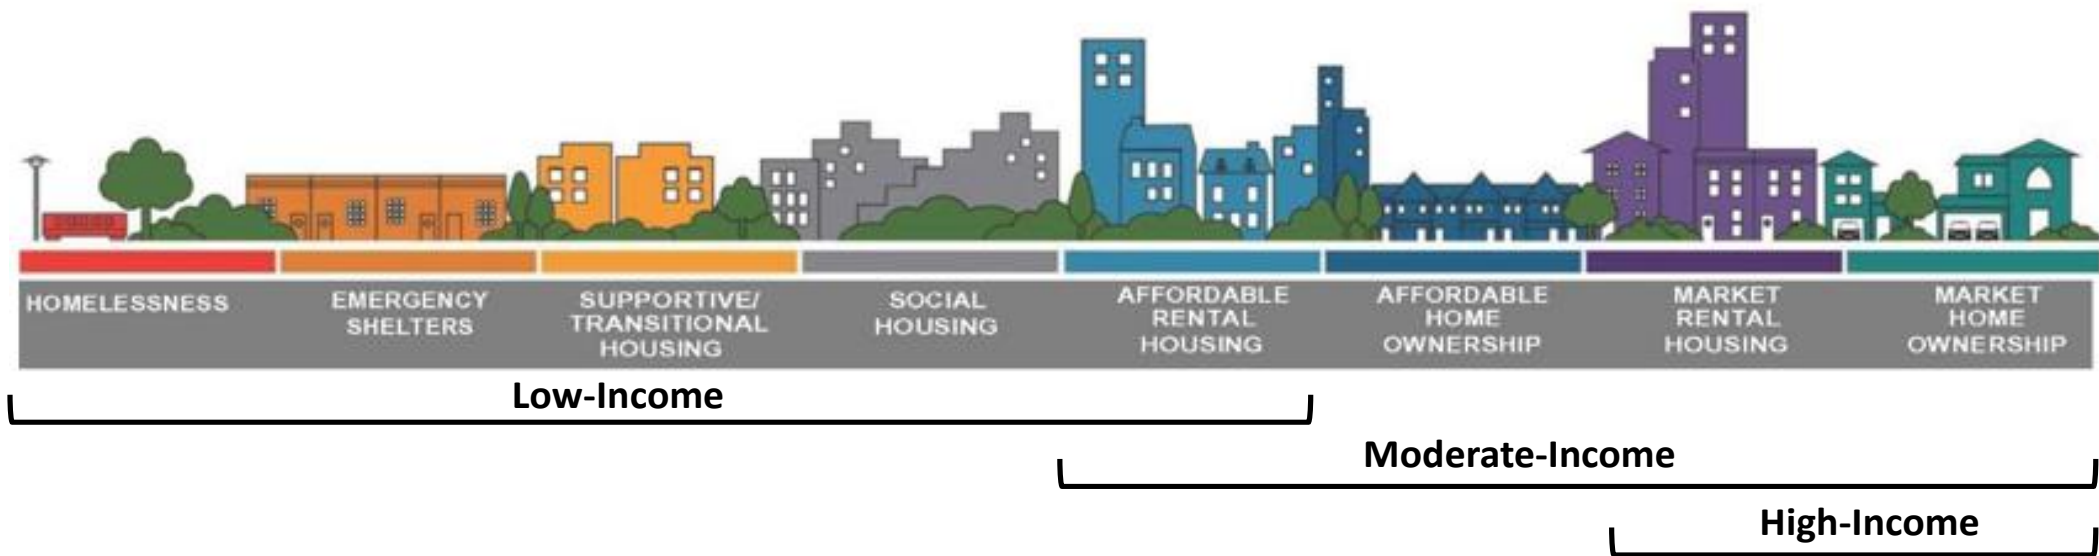 HOMELESSNESS
EMERGENCY
SHELTERS
SUPPORTIVE/
TRANSITIONAL
HOUSING
SOCIAL
HOUSING
AFFORDABLE
RENTAL
HOUSING
AFFORDABLE
HOME
OWNERSHIP
MARKET
RENTAL
HOUSING
MARKET
HOME
OWNERSHIP
Low-Income
Moderate-Income
High-Income